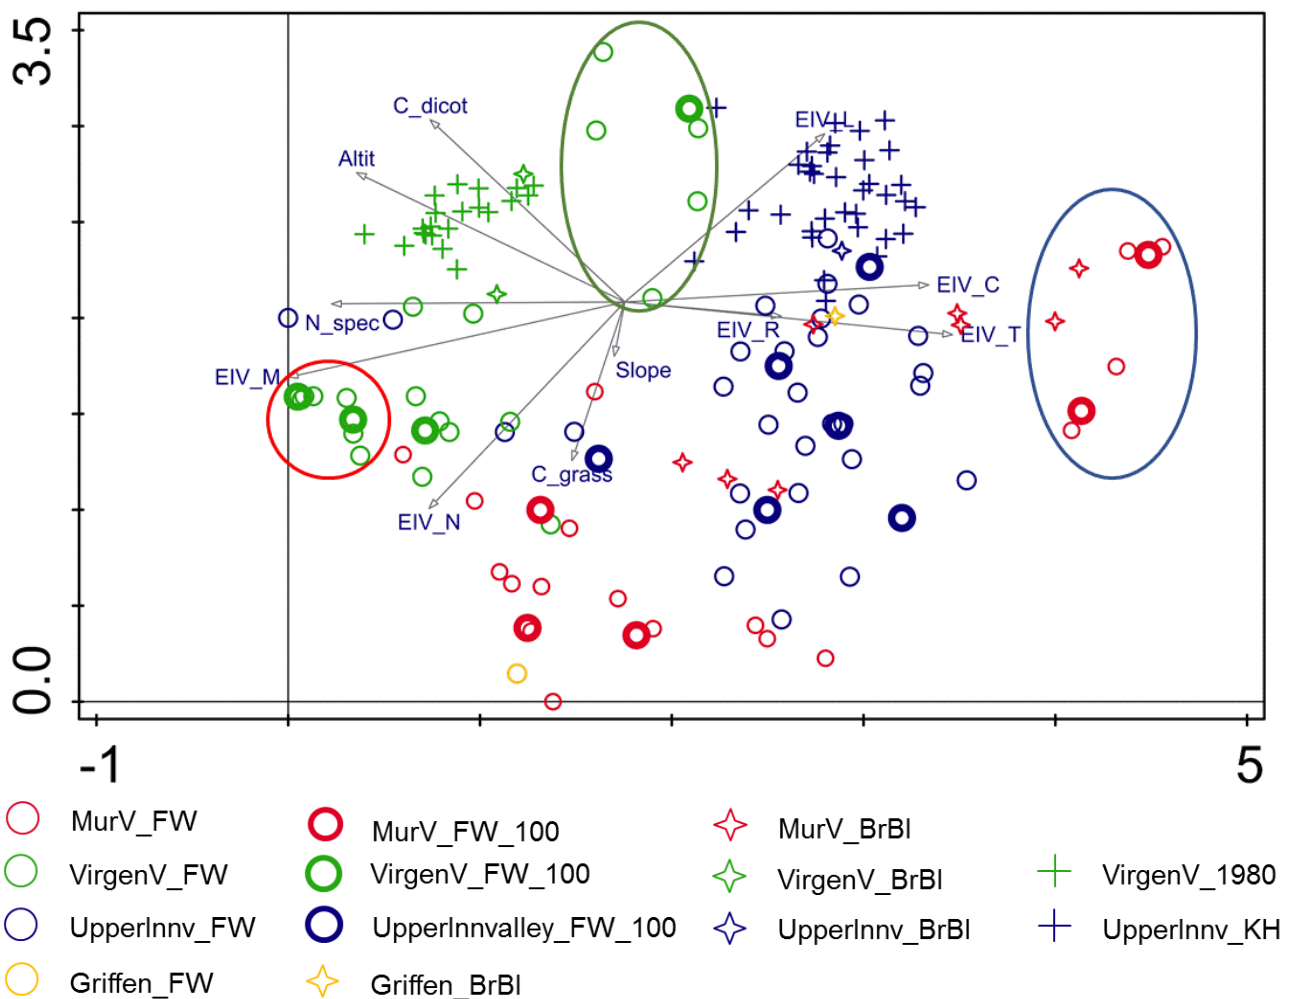 3.5
C_dicot
EIV_L
Altit
EIV_C
N_spec
EIV_R
EIV_T
EIV_M
Slope
C_grass
EIV_N
0.0
-1
5
MurV_FW
MurV_FW_100
MurV_BrBl
VirgenV_FW
VirgenV_FW_100
VirgenV_BrBl
VirgenV_1980
UpperInnv_FW
UpperInnvalley_FW_100
UpperInnv_BrBl
UpperInnv_KH
Griffen_FW
Griffen_BrBl